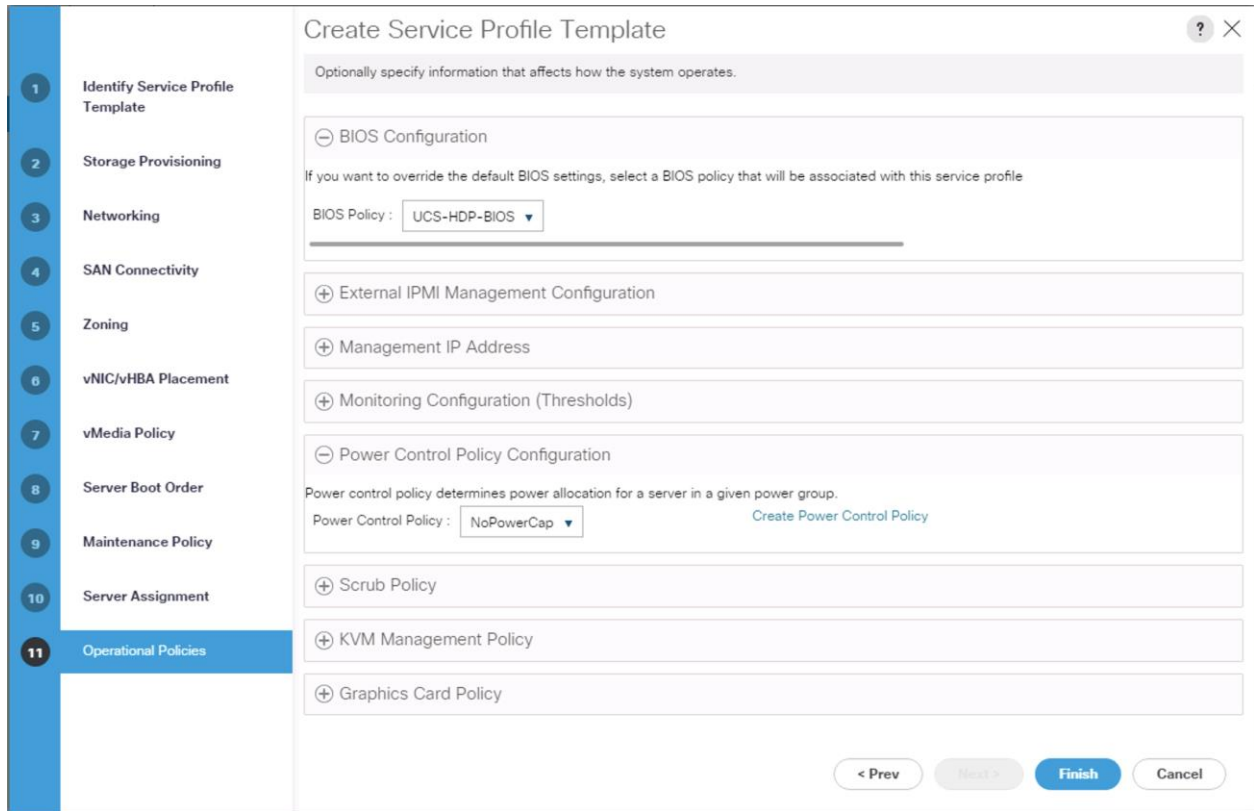 Create Service Profile Template
?
Optionally specify information that affects how the system operates.
1
Identify Service Profile
Template
2
Storage Provisioning
3
Networking
4
SAN Connectivity
5
Zoning
6
vNIC/vHBA Placement
7
vMedia Policy
8
Server Boot Order
9
Maintenance Policy
10
Server Assignment
11
Operational Policies
BIOS Configuration
If you want to override the default BIOS settings, select a BIOS policy that will be associated with this service profile
BIOS Policy : UCS-HDP-BIOS
External IPMI Management Configuration
Management IP Address
Monitoring Configuration (Thresholds)
Power Control Policy Configuration
Power control policy determines power allocation for a server in a given power group.
Power Control Policy : NoPowerCap Create Power Control Policy
Scrub Policy
KVM Management Policy
Graphics Card Policy
< Prev Next > Finish Cancel